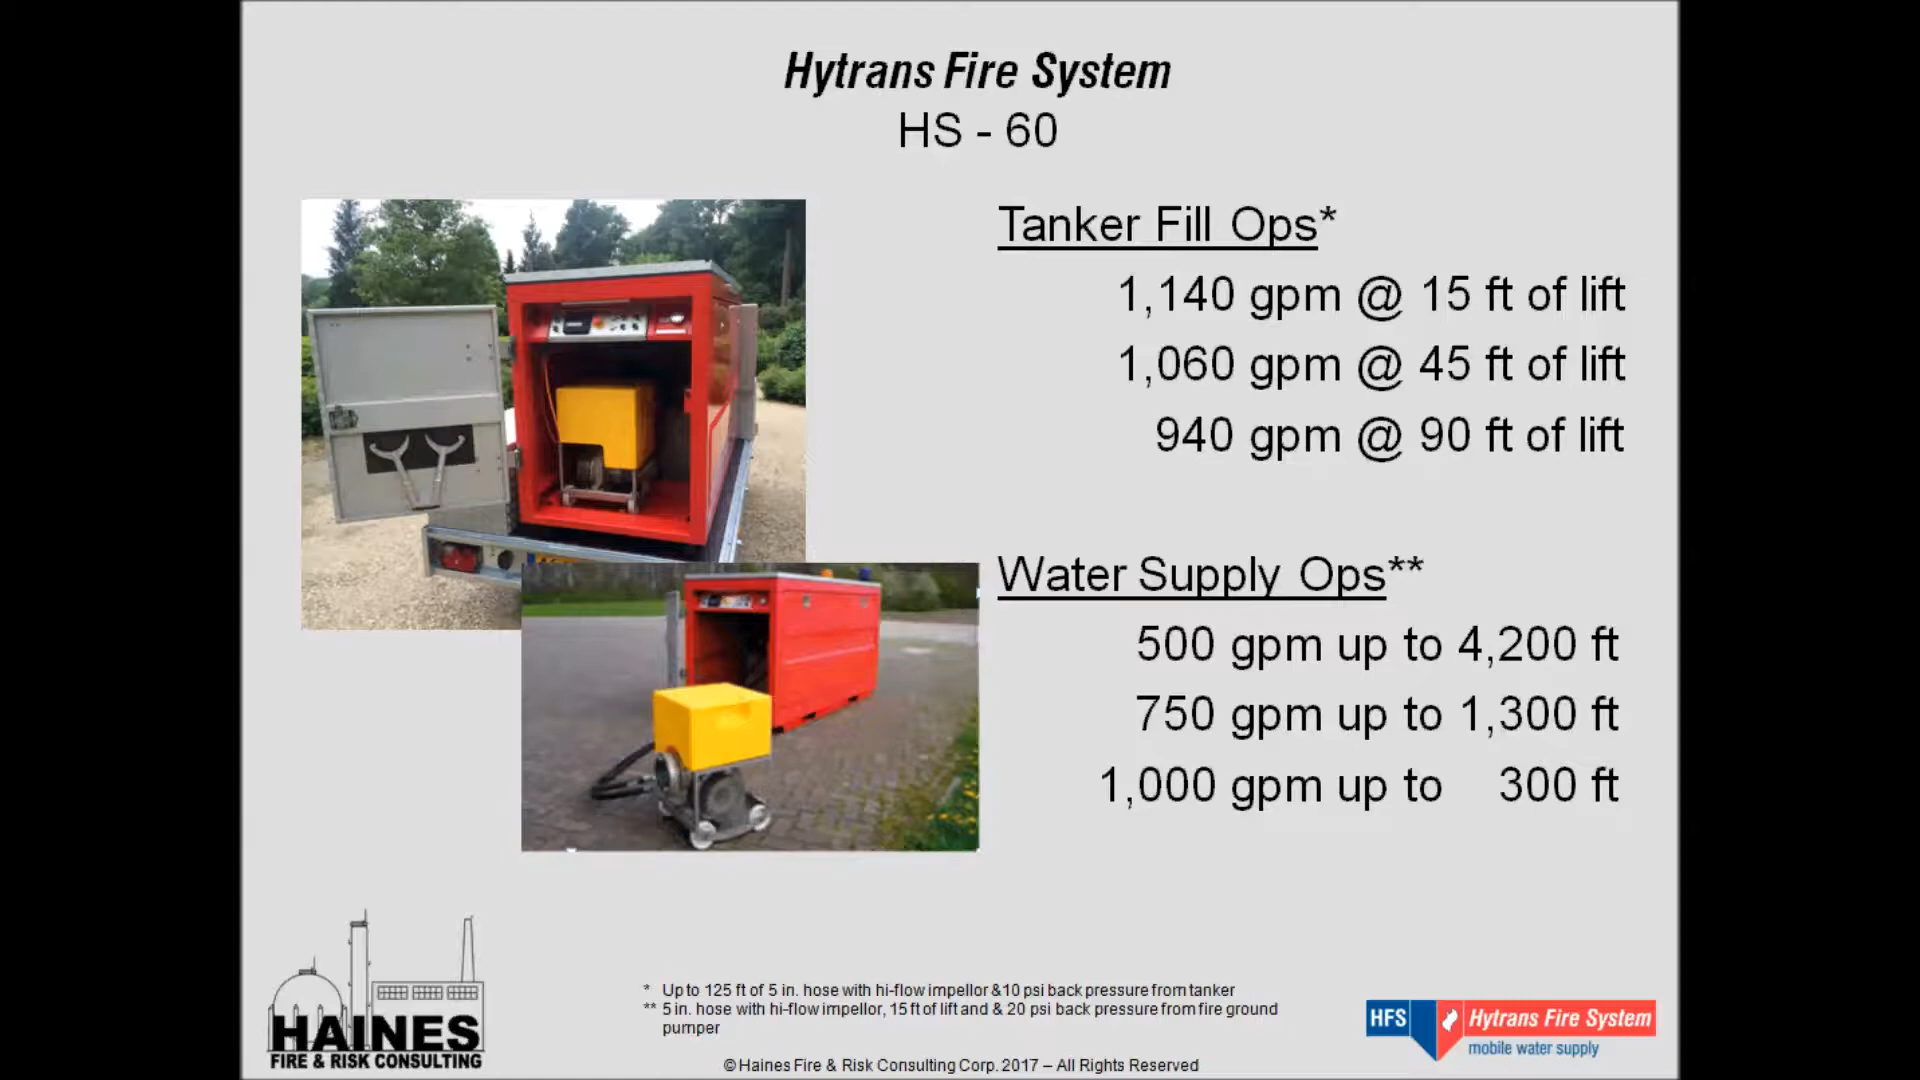 Hytrans Fire System
HS - 60
Tanker Fill Ops*
1,140 gpm @ 15 ft of lift
1,060 gpm @ 45 ft of lift
940 gpm @ 90 ft of lift
Water Supply Ops**
500 gpm up to 4,200 ft
750 gpm up to 1,300 ft
1,000 gpm up to 300 ft
* Up to 125 ft of 5 in. hose with hi-flow impellor &10 psi back pressure from tanker
** 5 in. hose with hi-flow impellor, 15 ft of lift and & 20 psi back pressure from fire ground
pumper
© Haines Fire & Risk Consulting Corp. 2017 – All Rights Reserved
HAINES
FIRE & RISK CONSULTING
HFS Hytrans Fire System
mobile water supply